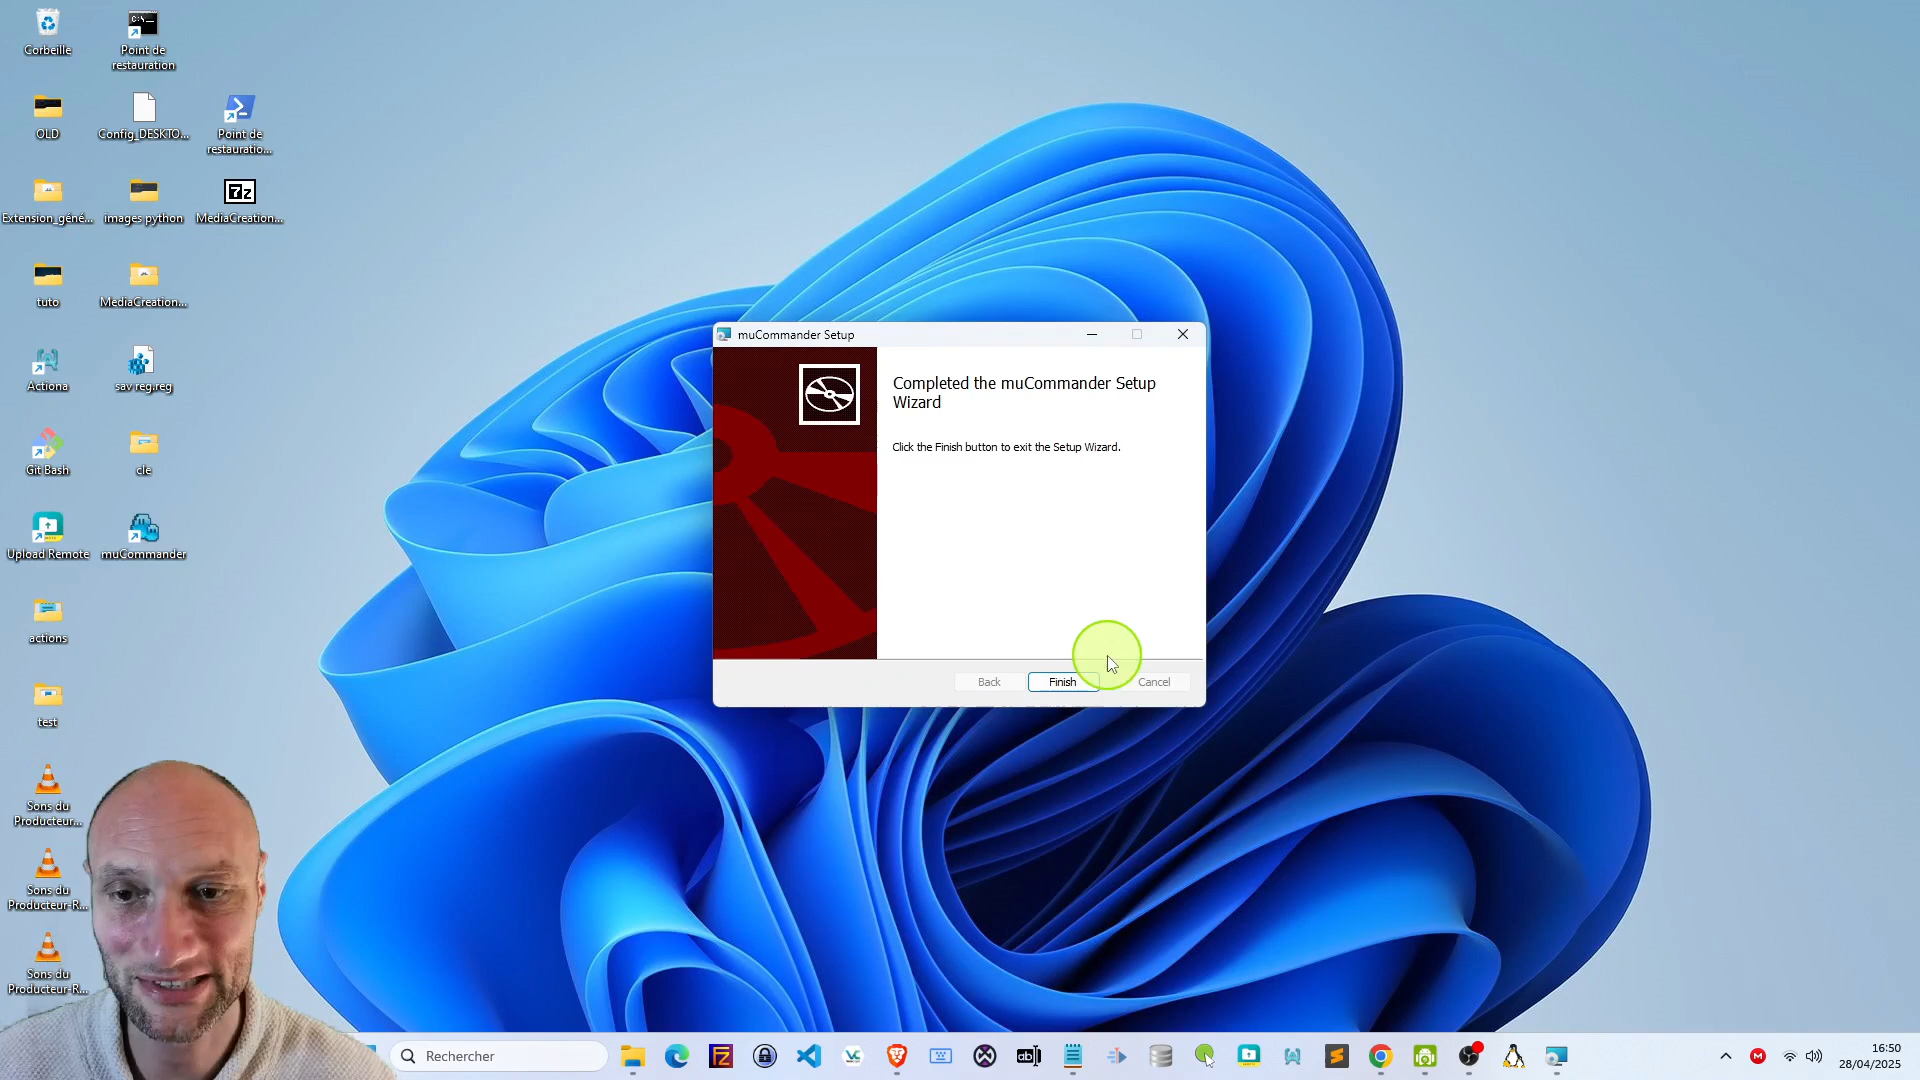 Corbeille
Point de
restauration
OLD
Config_DESKTO...
Point de
restauratio...
Extension_géné...
images python
7z
MediaCreation...
tuto
MediaCreation...
Actiona
sav reg.reg
Git Bash
cle
Upload Remote
muCommander
actions
test
Sons du
Producteur...
Sons du
Producteur-R...
Sons du
Producteur-R...
muCommander Setup
Completed the muCommander Setup
Wizard
Click the Finish button to exit the Setup Wizard.
Back
Finish
Cancel
Rechercher
16:50
28/04/2025